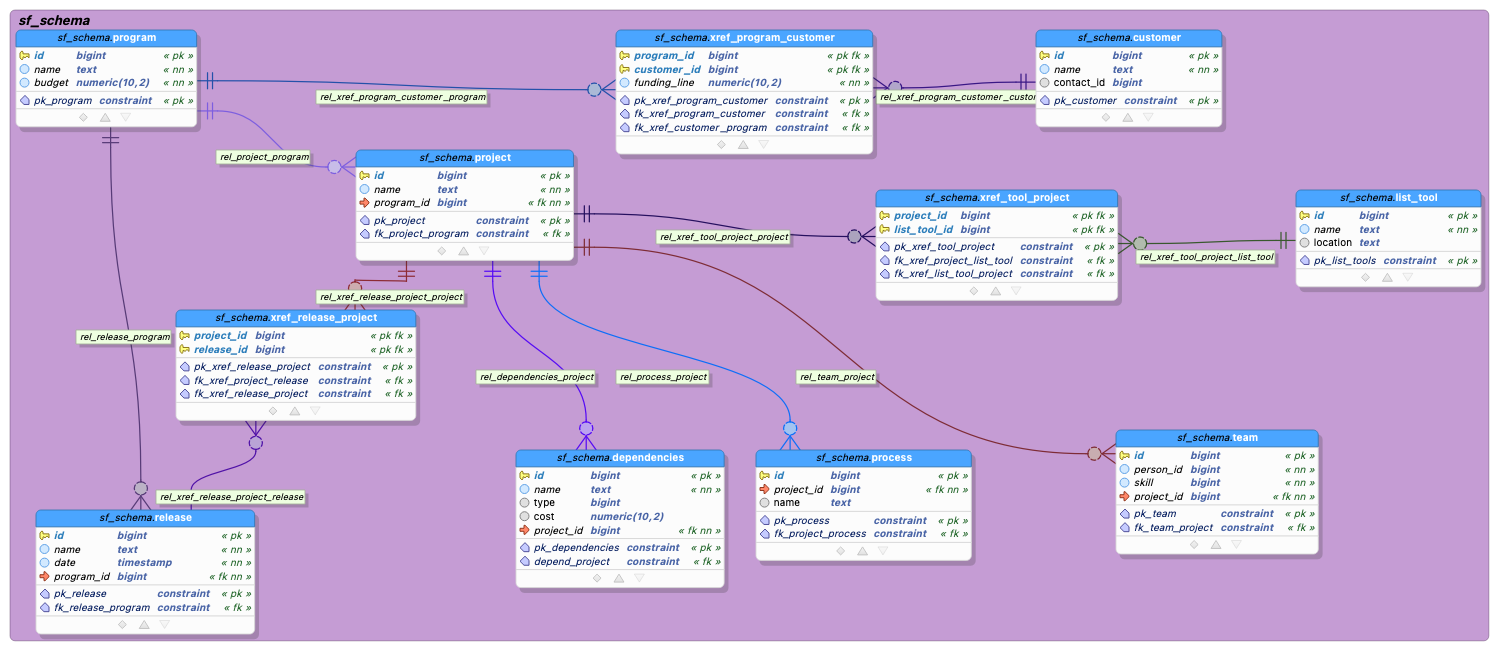 sf_schema
sf_schema.program
id bigint « pk »
name text « nn »
budget numeric(10,2) « nn »
pk_program constraint « pk »
rel_xref_program_customer_program
sf_schema.xref_program_customer
program_id bigint « pk fk »
customer_id bigint « pk fk »
funding_line numeric(10,2) « nn »
pk_xref_program_customer constraint « pk »
fk_xref_program_customer constraint « fk »
fk_xref_customer_program constraint « fk »
rel_xref_program_customer_custo
sf_schema.customer
id bigint « pk »
name text « nn »
contact_id bigint
pk_customer constraint « pk »
rel_project_program
sf_schema.project
id bigint « pk »
name text « nn »
program_id bigint « fk nn »
pk_project constraint « pk »
fk_project_program constraint « fk »
rel_xref_tool_project_project
sf_schema.xref_tool_project
project_id bigint « pk fk »
list_tool_id bigint « pk fk »
pk_xref_tool_project constraint « pk »
fk_xref_project_list_tool constraint « fk »
fk_xref_list_tool_project constraint « fk »
rel_xref_tool_project_list_tool
sf_schema.list_tool
id bigint « pk »
name text « nn »
location text
pk_list_tools constraint « pk »
rel_xref_release_project_project
sf_schema.xref_release_project
project_id bigint « pk fk »
release_id bigint « pk fk »
pk_xref_release_project constraint « pk »
fk_xref_project_release constraint « fk »
fk_xref_release_project constraint « fk »
rel_release_program
rel_dependencies_project
rel_process_project
rel_team_project
rel_xref_release_project_release
sf_schema.release
id bigint « pk »
name text « nn »
date timestamp « nn »
program_id bigint « fk nn »
pk_release constraint « pk »
fk_release_program constraint « fk »
sf_schema.dependencies
id bigint « pk »
name text « nn »
type bigint
cost numeric(10,2)
project_id bigint « fk nn »
pk_dependencies constraint « pk »
depend_project constraint « fk »
sf_schema.process
id bigint « pk »
project_id bigint « fk nn »
name text
pk_process constraint « pk »
fk_project_process constraint « fk »
sf_schema.team
id bigint « pk »
person_id bigint « nn »
skill bigint « nn »
project_id bigint « fk nn »
pk_team constraint « pk »
fk_team_project constraint « fk »